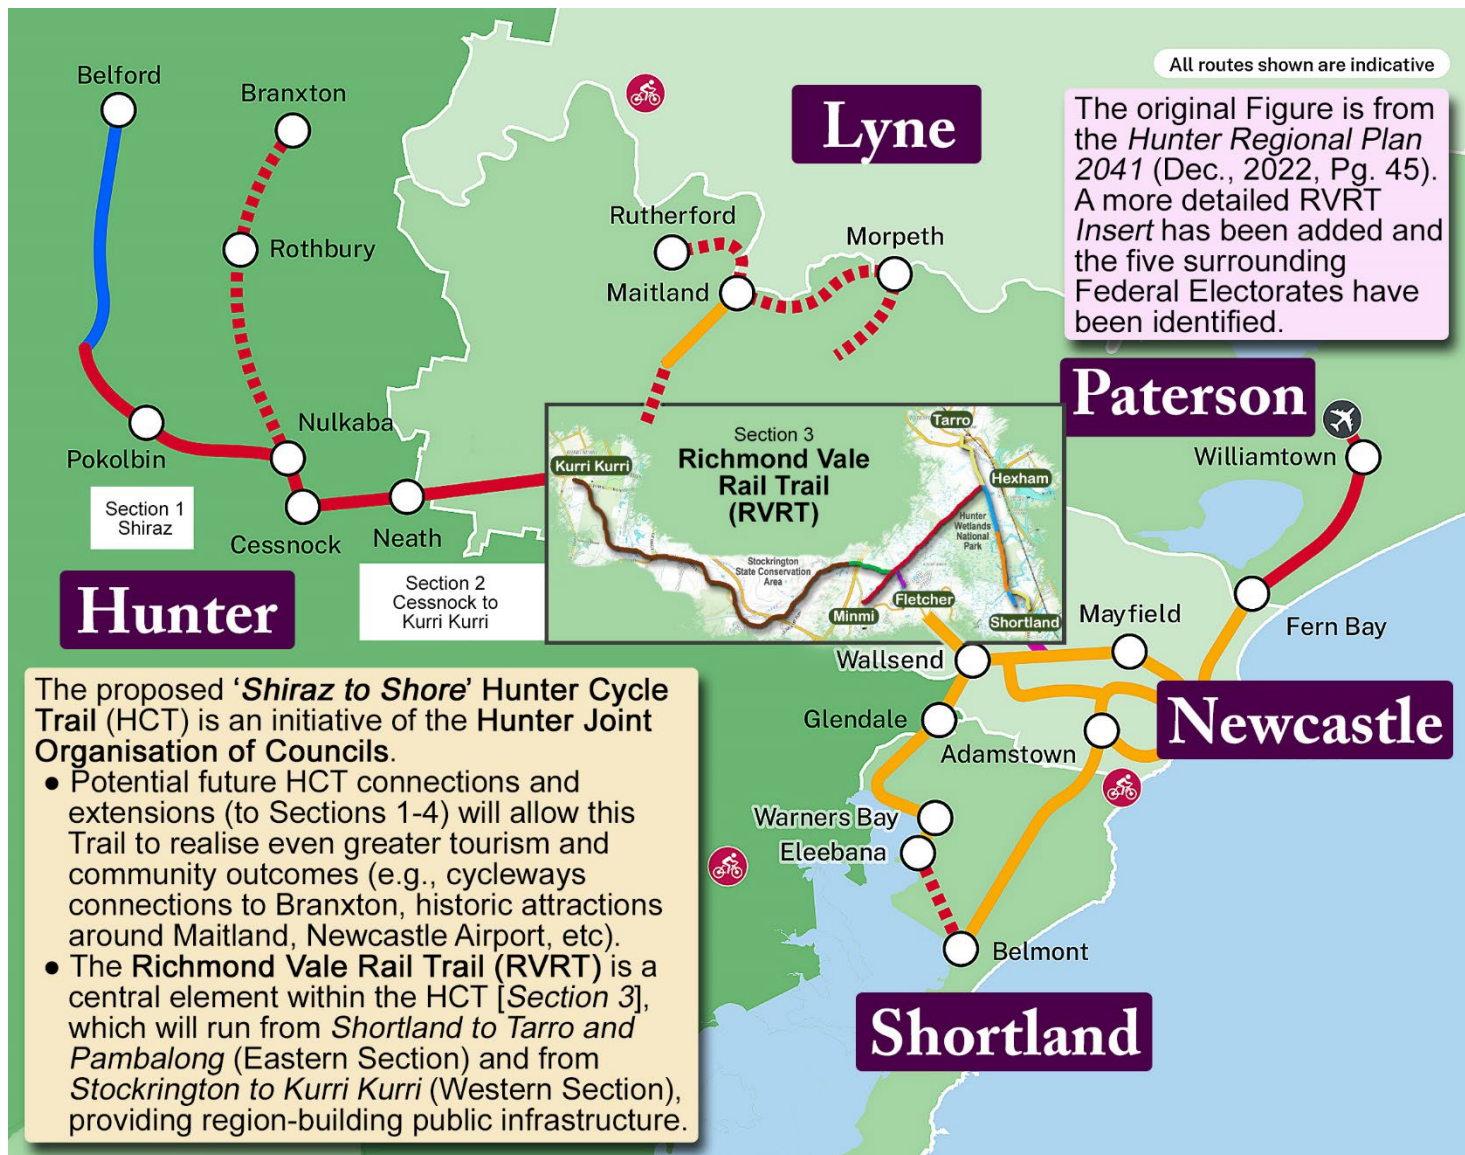 Belford
Branxton
All routes shown are indicative
Lyne
The original Figure is from
the Hunter Regional Plan
2041 (Dec., 2022, Pg. 45).
A more detailed RVRT
Insert has been added and
the five surrounding
Federal Electorates have
been identified.
Rutherford
Morpeth
Rothbury
Maitland
Paterson
Nulkaba
Pokolbin
Williamtown
Section 1
Shiraz
Cessnock
Neath
Section 3
Richmond Vale
Rail Trail
(RVRT)
Kurri Kurri
Tarro
Hexham
Hunter
Wetlands
National
Park
Stockrington
State Conservation
Area
Minmi
Fletcher
Shortland
Section 2
Cessnock to
Kurri Kurri
Hunter
Mayfield
Fern Bay
Wallsend
Glendale
Adamstown
Newcastle
Warners Bay
Eleebana
Belmont
Shortland
The proposed ‘Shiraz to Shore’ Hunter Cycle
Trail (HCT) is an initiative of the Hunter Joint
Organisation of Councils.
● Potential future HCT connections and
extensions (to Sections 1-4) will allow this
Trail to realise even greater tourism and
community outcomes (e.g., cycleways
connections to Branxton, historic attractions
around Maitland, Newcastle Airport, etc).
● The Richmond Vale Rail Trail (RVRT) is a
central element within the HCT [Section 3],
which will run from Shortland to Tarro and
Pambalong (Eastern Section) and from
Stockrington to Kurri Kurri (Western Section),
providing region-building public infrastructure.